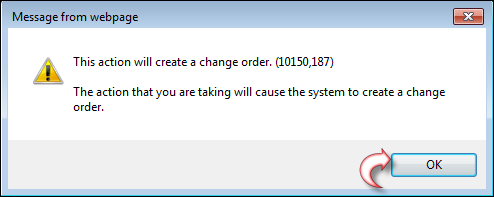 Message from webpage
This action will create a change order. (10150,187)
The action that you are taking will cause the system to create a change
order.
OK